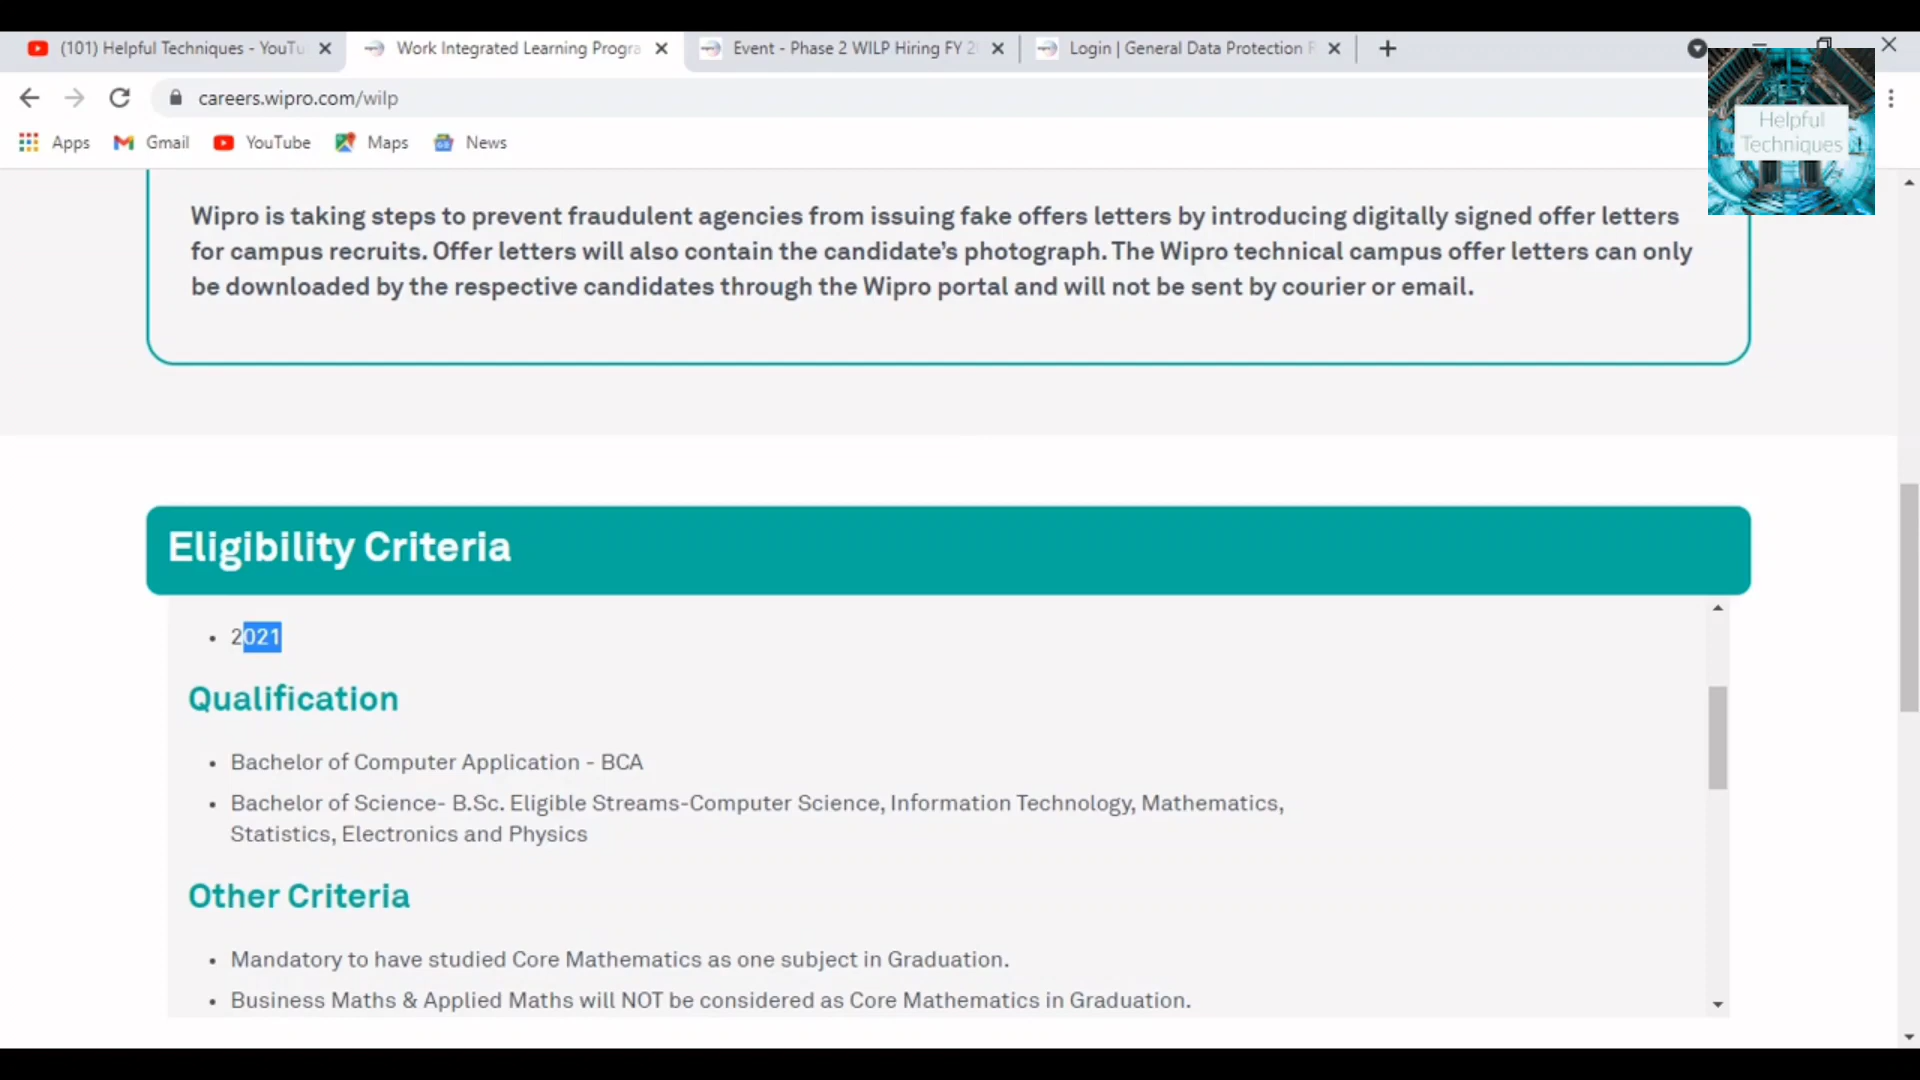 (101) Helpful Techniques - YouTu
Work Integrated Learning Progra
Event - Phase 2 WILP Hiring FY 2
Login | General Data Protection R
careers.wipro.com/wilp
Apps
Gmail
YouTube
Maps
News
Helpful
Techniques
Wipro is taking steps to prevent fraudulent agencies from issuing fake offers letters by introducing digitally signed offer letters
for campus recruits. Offer letters will also contain the candidate’s photograph. The Wipro technical campus offer letters can only
be downloaded by the respective candidates through the Wipro portal and will not be sent by courier or email.
Eligibility Criteria
• 2021
Qualification
• Bachelor of Computer Application - BCA
• Bachelor of Science- B.Sc. Eligible Streams-Computer Science, Information Technology, Mathematics,
Statistics, Electronics and Physics
Other Criteria
• Mandatory to have studied Core Mathematics as one subject in Graduation.
• Business Maths & Applied Maths will NOT be considered as Core Mathematics in Graduation.